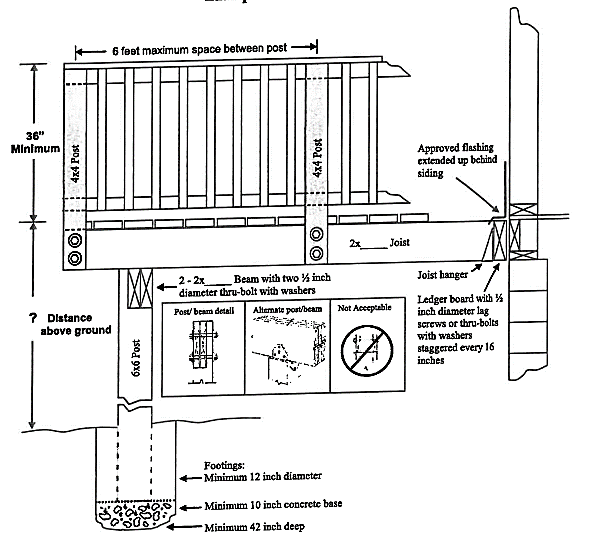 6 feet maximum space between post
36"
Minimum
4x4 Post
4x4 Post
Approved flashing
extended up behind
siding
2x____ Joist
Joist hanger
2 - 2x____ Beam with two ½ inch
diameter thru-bolt with washers
Ledger board with ½
inch diameter lag
screws or thru-bolts
with washers
staggered every 16
inches
? Distance
above ground
6x6 Post
Post/ beam detail
Alternate post/beam
Not Acceptable
Footings:
Minimum 12 inch diameter
Minimum 10 inch concrete base
Minimum 42 inch deep